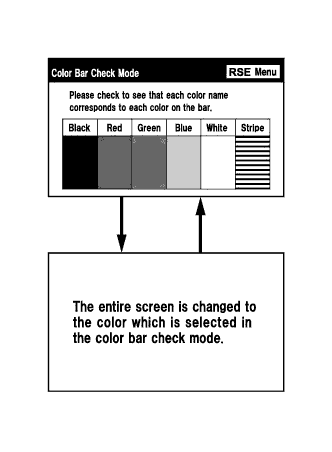 Color Bar Check Mode RSE Menu
Please check to see that each color name
corresponds to each color on the bar.
Black Red Green Blue White Stripe
The entire screen is changed to
the color which is selected in
the color bar check mode.